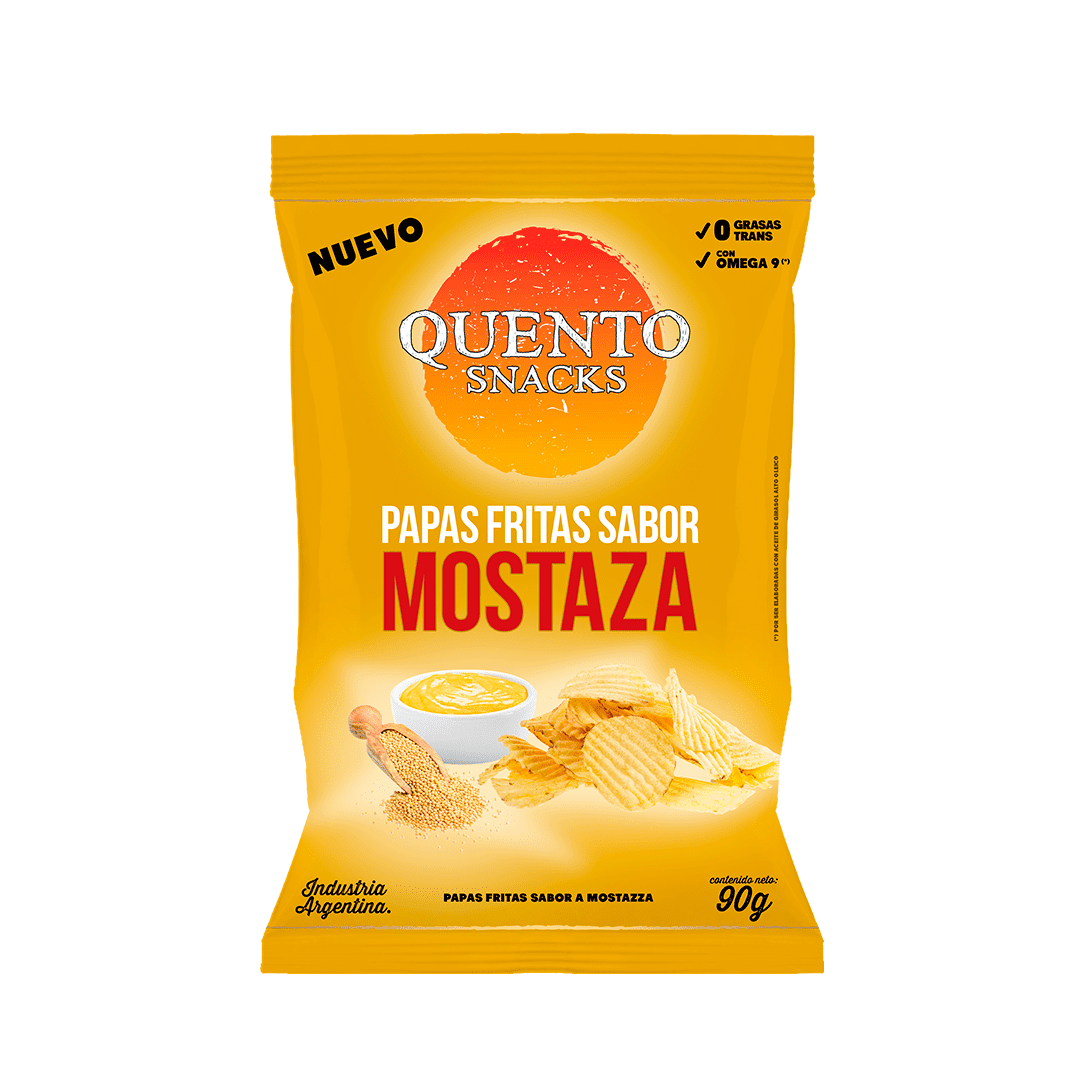 NUEVO
✓0 GRASAS
TRANS
✓ CON
OMEGA 9 (*)
QUENTO
SNACKS
PAPAS FRITAS SABOR
MOSTAZA
(*) POR SER ELABORADAS CON ACEITE DE GIRASOL ALTO OLEICO
Industria
Argentina.
PAPAS FRITAS SABOR A MOSTAZZA
contenido neto:
90g